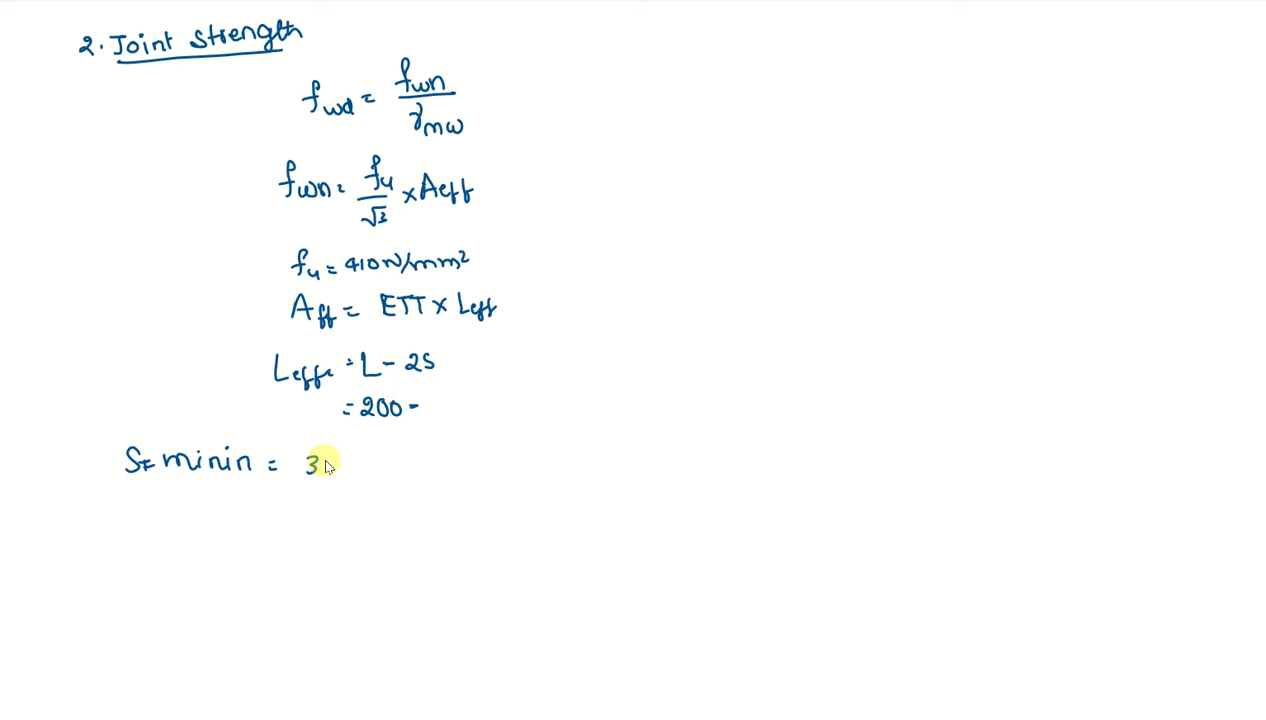 2. Joint strength
fwd = fwn / γmw
fwn = fu / √3 × Aeff
fu = 410 N/mm²
Aff = ETT × Leff
Leffe = L - 2S
= 200 -
S= minin = 3